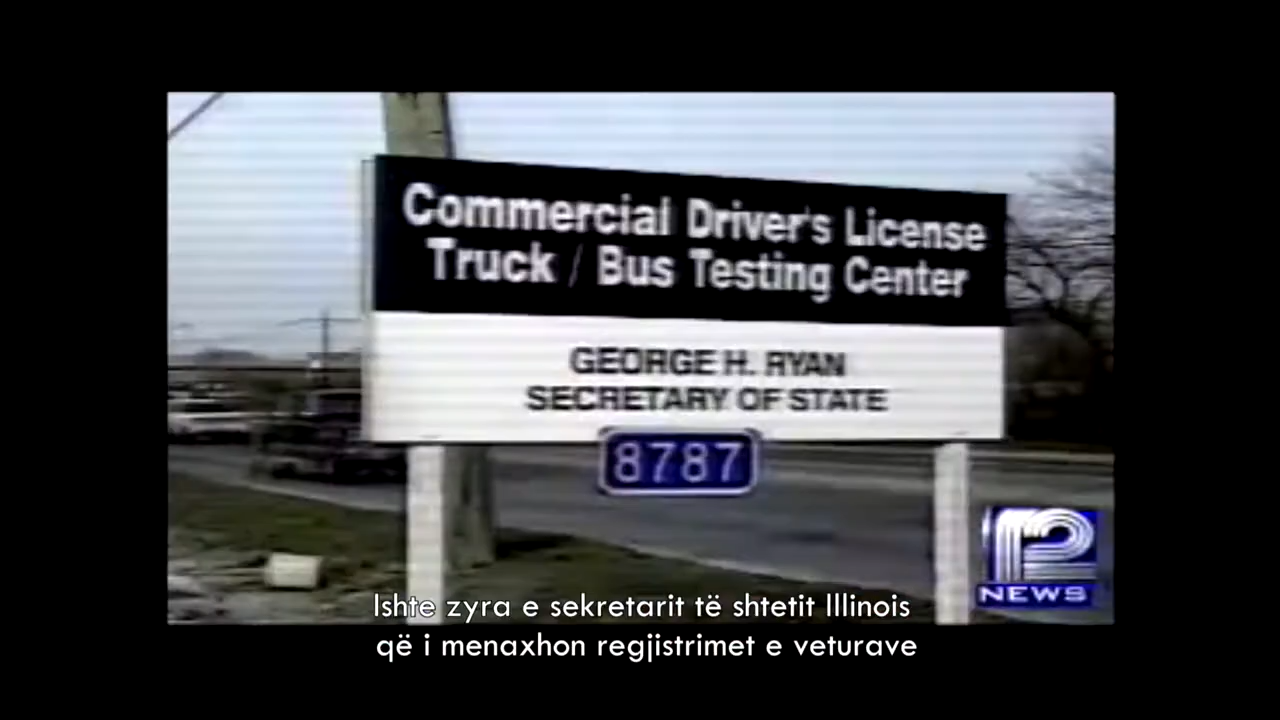 Commercial Driver's License
Truck / Bus Testing Center
GEORGE H. RYAN
SECRETARY OF STATE
8787
12
NEWS
Ishte zyra e sekretarit të shtetit Illinois
që i menaxhon regjistrimet e veturave